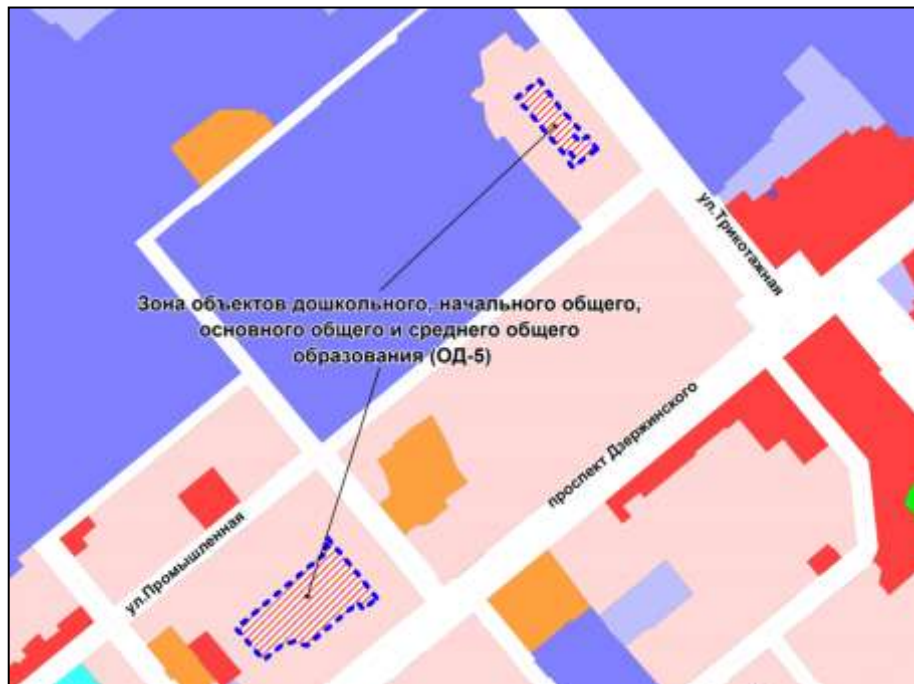 ул.Трикотажная
Зона объектов дошкольного, начального общего,
основного общего и среднего общего
образования (ОД-5)
проспект Дзержинского
ул.Промышленная